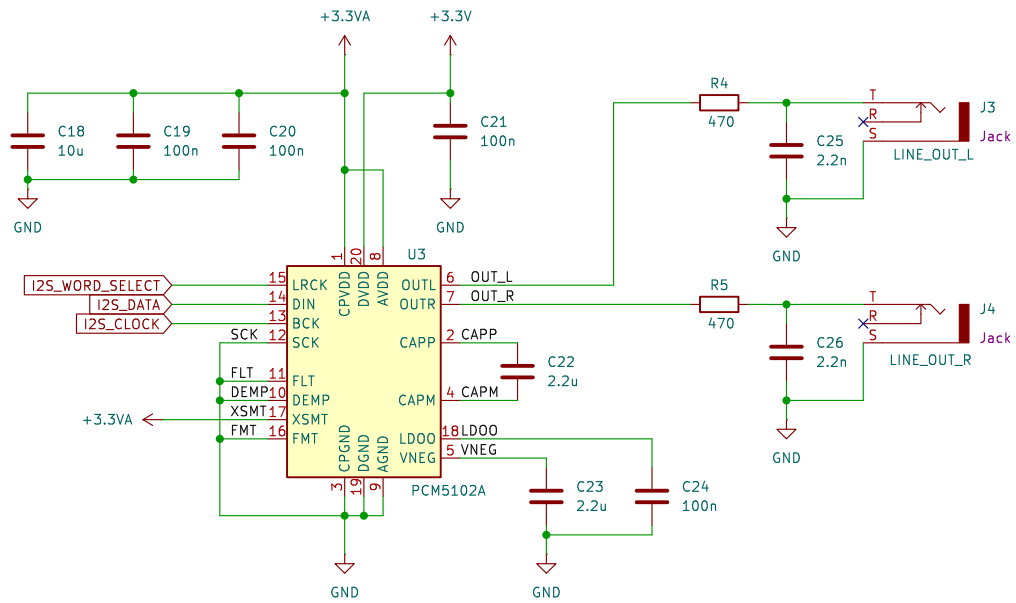 +3.3VA
+3.3V
C18
10u
C19
100n
C20
100n
C21
100n
GND
GND
R4
470
C25
2.2n
T
R
S
J3
Jack
LINE_OUT_L
GND
U3
1
20
8
I2S_WORD_SELECT
15
LRCK
I2S_DATA
14
DIN
I2S_CLOCK
13
BCK
SCK
12
SCK
FLT
11
FLT
DEMP
10
DEMP
+3.3VA
XSMT
17
XSMT
FMT
16
FMT
CPVDD
DVDD
AVDD
OUTL
6
OUT_L
OUTR
7
OUT_R
CAPP
2
CAPP
CAPM
4
CAPM
LDOO
18
LDOO
VNEG
5
VNEG
CPGND
DGND
AGND
3
19
9
PCM5102A
C22
2.2u
R5
470
C26
2.2n
T
R
S
J4
Jack
LINE_OUT_R
GND
C23
2.2u
C24
100n
GND
GND